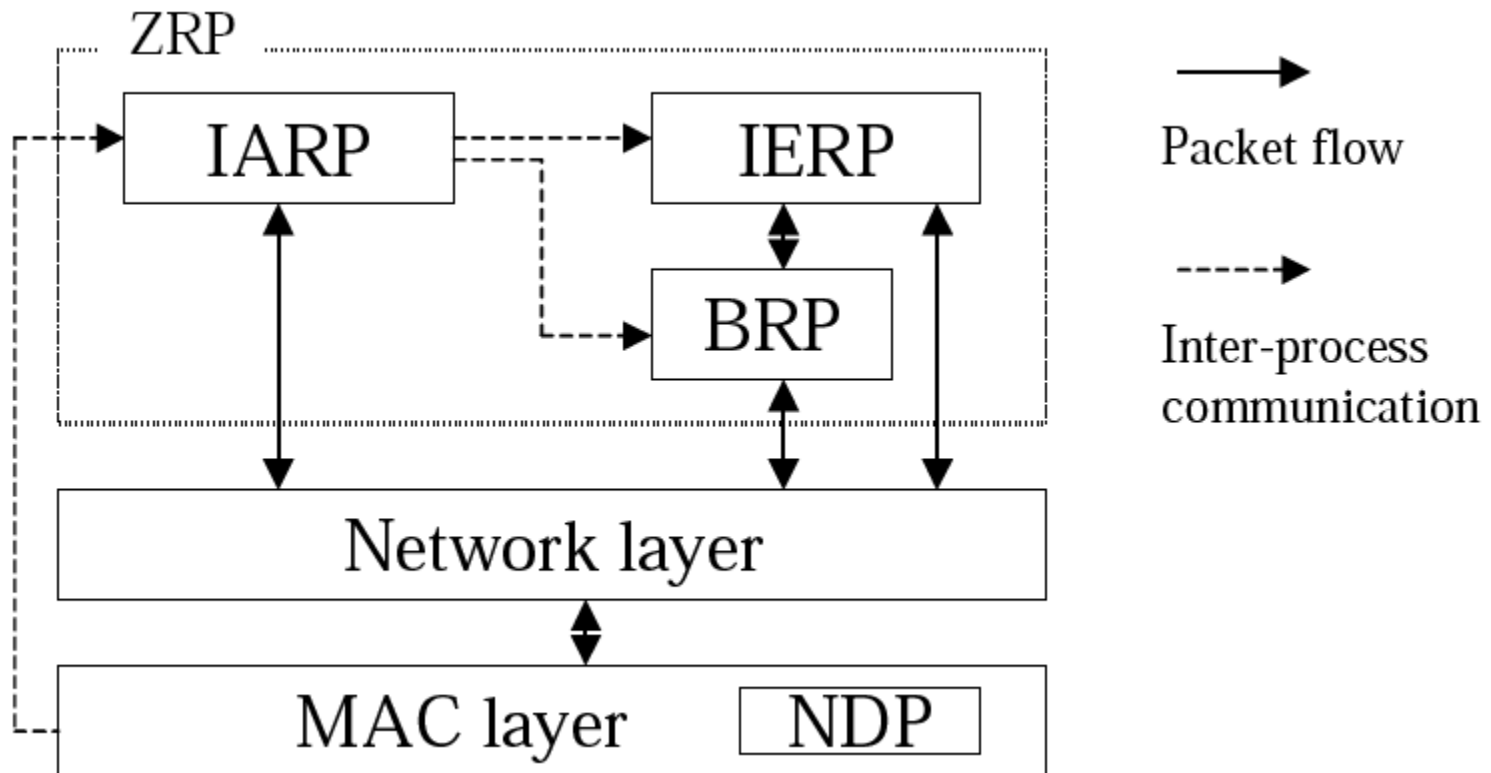 ZRP
IARP
IERP
BRP
Network layer
MAC layer
NDP
Packet flow
Inter-process
communication